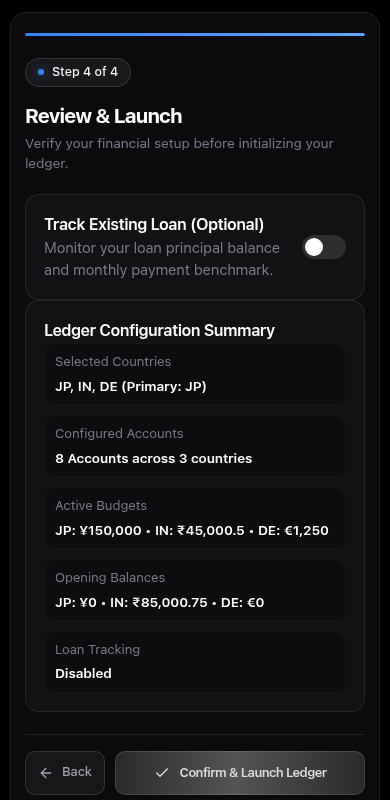 Step 4 of 4
Review & Launch
Verify your financial setup before initializing your
ledger.
Track Existing Loan (Optional)
Monitor your loan principal balance
and monthly payment benchmark.
Ledger Configuration Summary
Selected Countries
JP, IN, DE (Primary: JP)
Configured Accounts
8 Accounts across 3 countries
Active Budgets
JP: ¥150,000 • IN: ₹45,000.5 • DE: €1,250
Opening Balances
JP: ¥0 • IN: ₹85,000.75 • DE: €0
Loan Tracking
Disabled
Back
Confirm & Launch Ledger